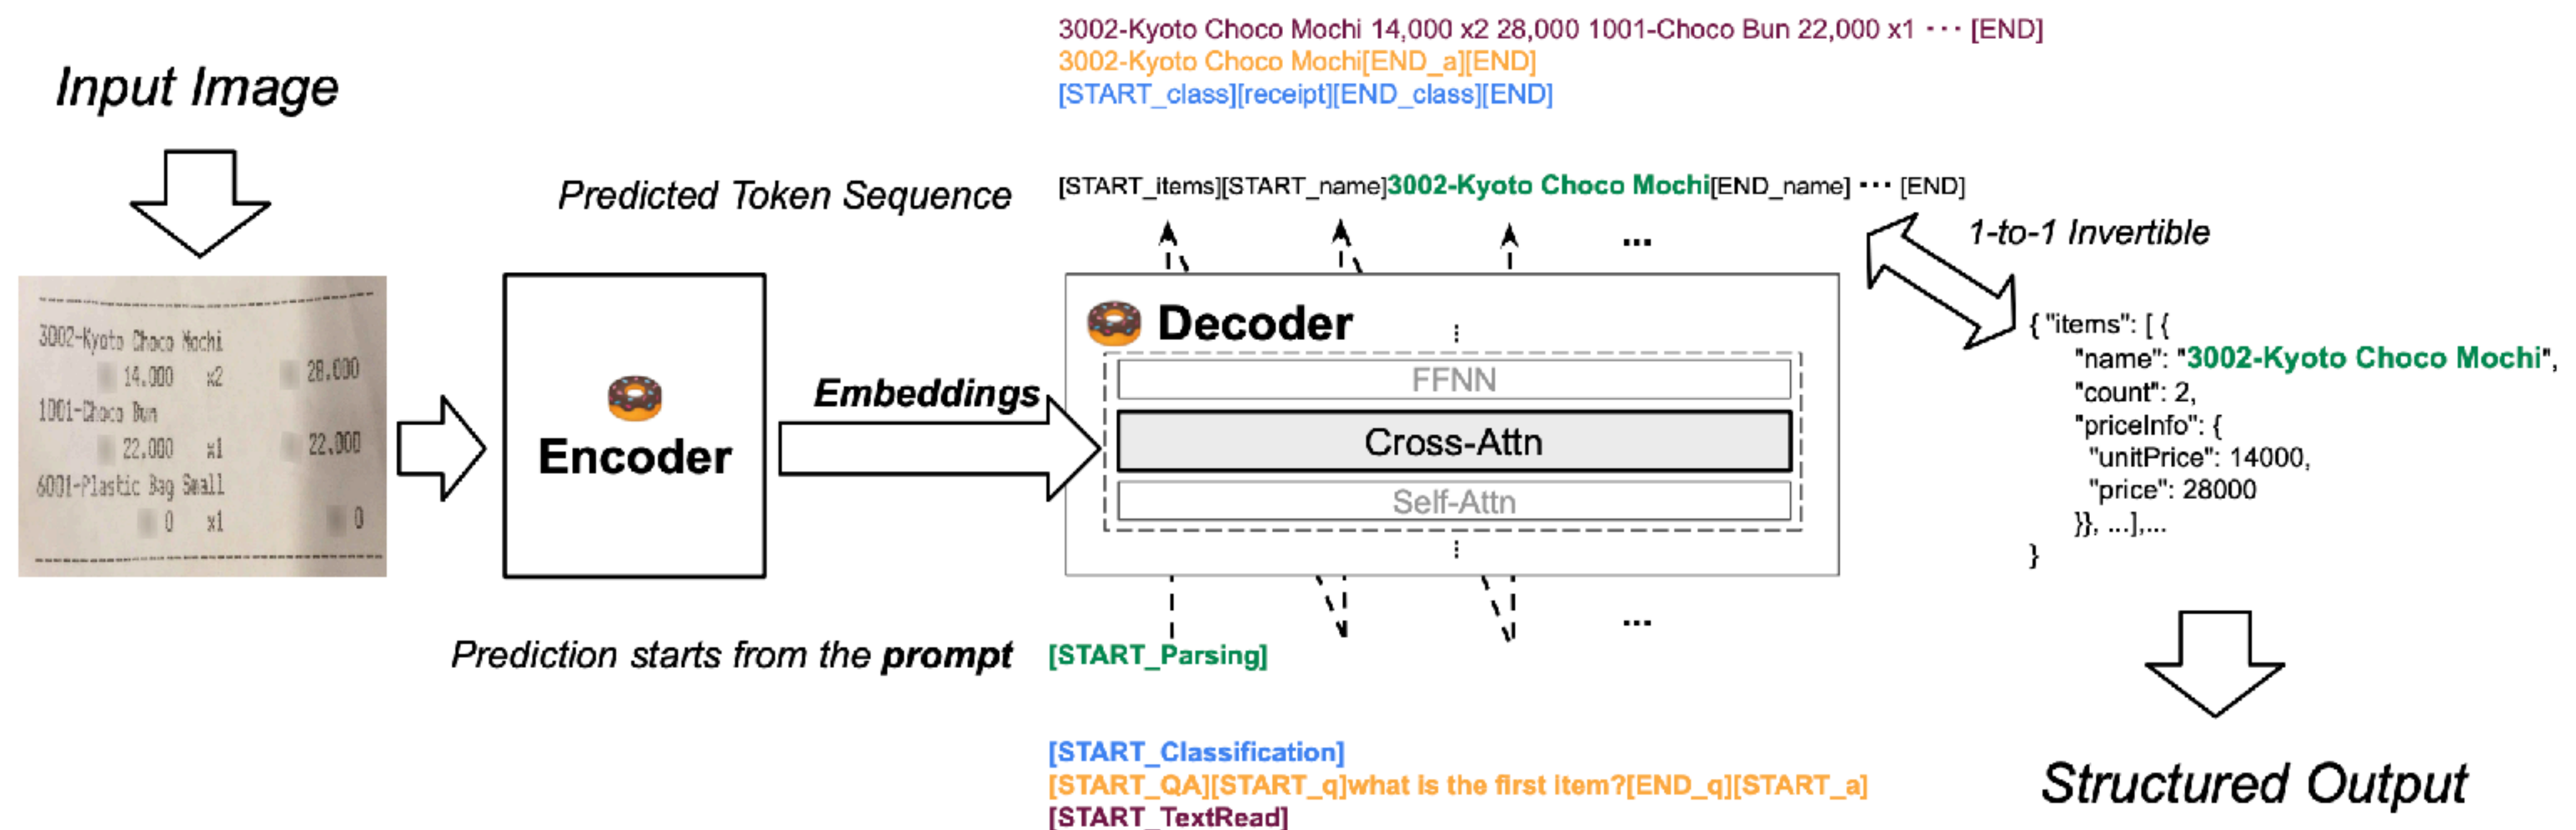 3002-Kyoto Choco Mochi 14,000 x2 28,000 1001-Choco Bun 22,000 x1 ··· [END]
3002-Kyoto Choco Mochi[END_a][END]
[START_class][receipt][END_class][END]
Input Image
Predicted Token Sequence
[START_items][START_name]3002-Kyoto Choco Mochi[END_name] ··· [END]
1-to-1 Invertible
3002-Kyoto Choco Mochi
14.000 x2 28.000
1001-Choco Bun
22.000 x1 22.000
6001-Plastic Bag Small
0 x1 0
Encoder
Embeddings
Decoder
FFNN
Cross-Attn
Self-Attn
...
...
{ "items": [ {
"name": "3002-Kyoto Choco Mochi",
"count": 2,
"priceInfo": {
"unitPrice": 14000,
"price": 28000
}}, ...],...
}
Prediction starts from the prompt
[START_Parsing]
[START_Classification]
[START_QA][START_q]what is the first item?[END_q][START_a]
[START_TextRead]
Structured Output